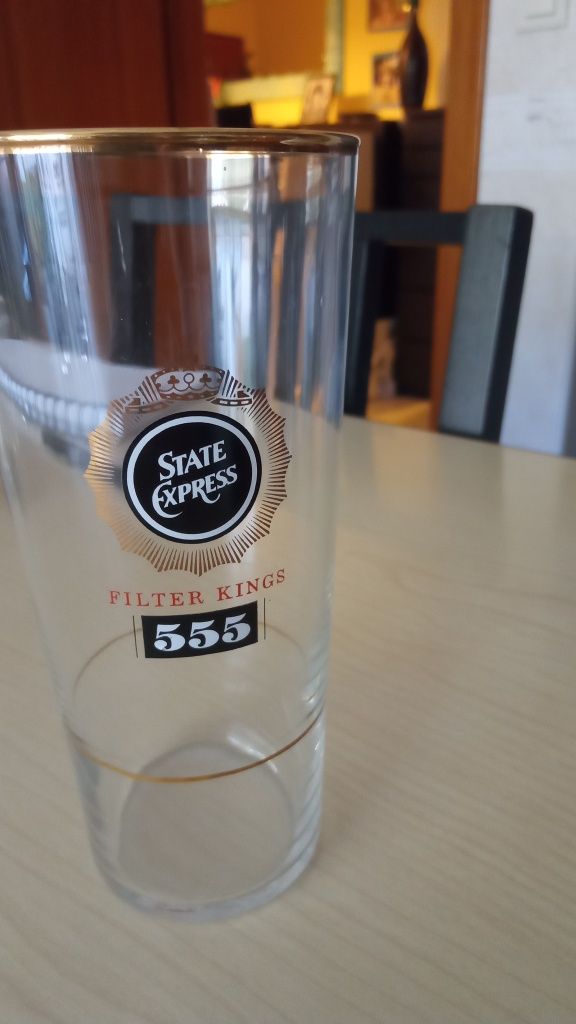 STATE
EXPRESS
FILTER KINGS
555